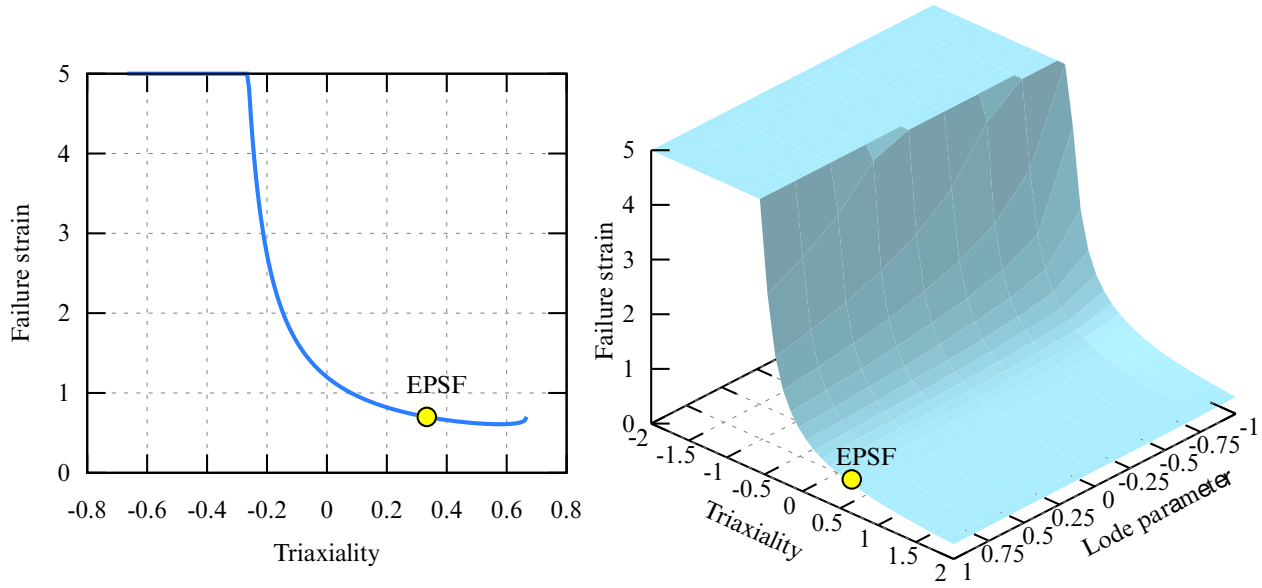 Failure strain
5
4
3
2
1
0
EPSF
-0.8 -0.6 -0.4 -0.2 0 0.2 0.4 0.6 0.8
Triaxiality
Failure strain
5
4
3
2
1
0
EPSF
-2 -1.5 -1 -0.5 0 0.5 1 1.5 2
Triaxiality
1 0.75 0.5 0.25 0 -0.25 -0.5 -0.75 -1
Lode parameter